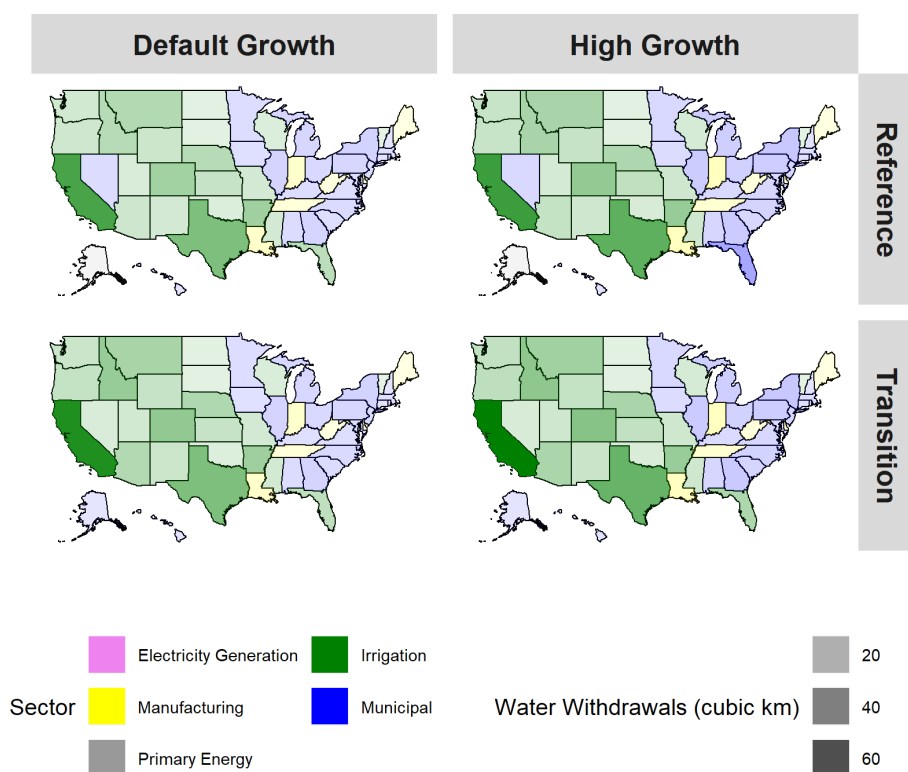 Default Growth
High Growth
Reference
Transition
Sector
Electricity Generation
Irrigation
Manufacturing
Municipal
Primary Energy
Water Withdrawals (cubic km)
20
40
60